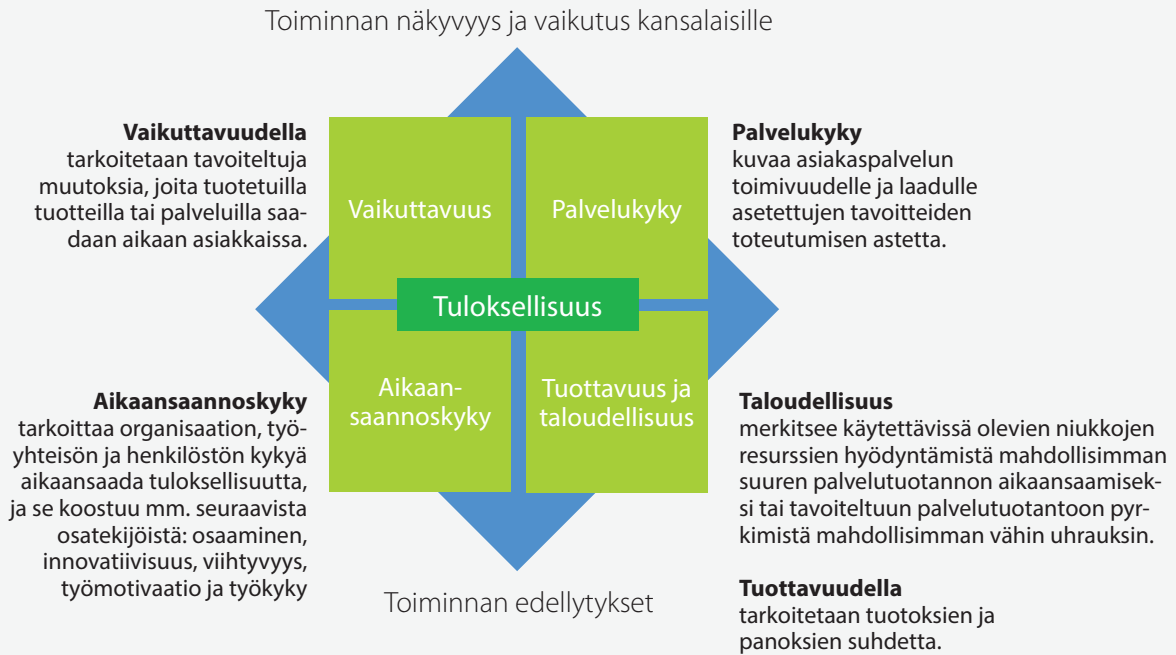 Toiminnan näkyvyys ja vaikutus kansalaisille
Vaikuttavuudella
tarkoitetaan tavoiteltuja
muutoksia, joita tuotetuilla
tuotteilla tai palveluilla saa-
daan aikaan asiakkaissa.
Vaikuttavuus
Palvelukyky
Palvelukyky
kuvaa asiakaspalvelun
toimivuudelle ja laadulle
asetettujen tavoitteiden
toteutumisen astetta.
Tuloksellisuus
Aikaansaannoskyky
tarkoittaa organisaation, työ-
yhteisön ja henkilöstön kykyä
aikaansaada tuloksellisuutta,
ja se koostuu mm. seuraavista
osatekijöistä: osaaminen,
innovatiivisuus, viihtyvyys,
työmotivaatio ja työkyky
Aikaan-
saannoskyky
Tuottavuus ja
taloudellisuus
Taloudellisuus
merkitsee käytettävissä olevien niukkojen
resurssien hyödyntämistä mahdollisimman
suuren palvelutuotannon aikaansaamisek-
si tai tavoiteltuun palvelutuotantoon pyr-
kimistä mahdollisimman vähin uhrauksin.
Tuottavuudella
tarkoitetaan tuotoksien ja
panoksien suhdetta.
Toiminnan edellytykset